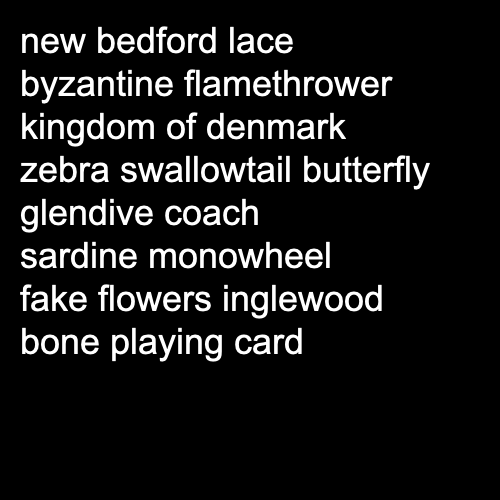 new bedford lace
byzantine flamethrower
kingdom of denmark
zebra swallowtail butterfly
glendive coach
sardine monowheel
fake flowers inglewood
bone playing card